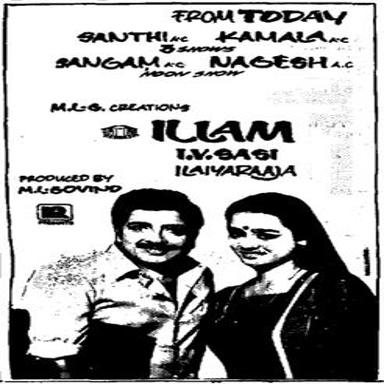 FROM TODAY
SANTHI A/C KAMALA A/C
3 SHOWS
SANGAM A/C NAGESH A.C
NOON SHOW
M.L.G. CREATIONS
ILLAM
I.V. SASI
ILAIYARAAJA
PRODUCED BY
M.L. GOVIND